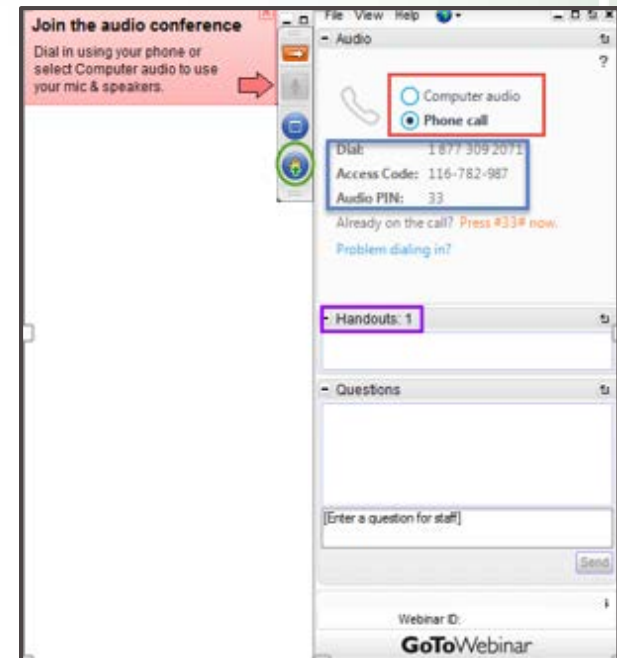 Join the audio conference
Dial in using your phone or
select Computer audio to use
your mic & speakers.
File View Help
- Audio
?
Computer audio
Phone call
Dial: 1 877 309 2071
Access Code: 116-782-987
Audio PIN: 33
Already on the call? Press #33# now.
Problem dialing in?
- Handouts: 1
- Questions
[Enter a question for staff]
Send
Webinar ID:
GoToWebinar